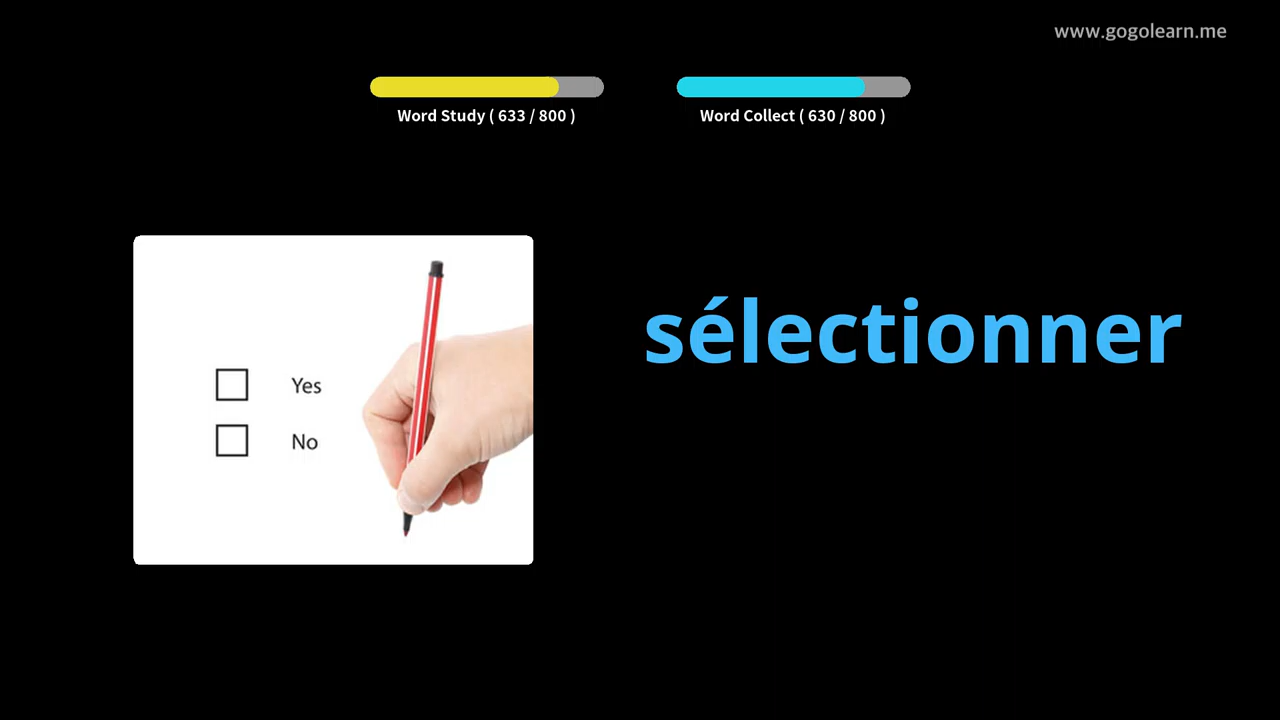 www.gogolearn.me
Word Study ( 633 / 800 )
Word Collect ( 630 / 800 )
sélectionner
Yes
No